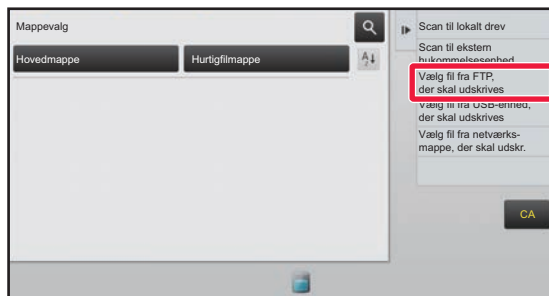 Mappevalg
Hovedmappe
Hurtigfilmappe
A
Z
Scan til lokalt drev
Scan til ekstern
hukommelsesenhed
Vælg fil fra FTP,
der skal udskrives
Vælg fil fra USB-enhed,
der skal udskrives
Vælg fil fra netværks-
mappe, der skal udskr.
CA